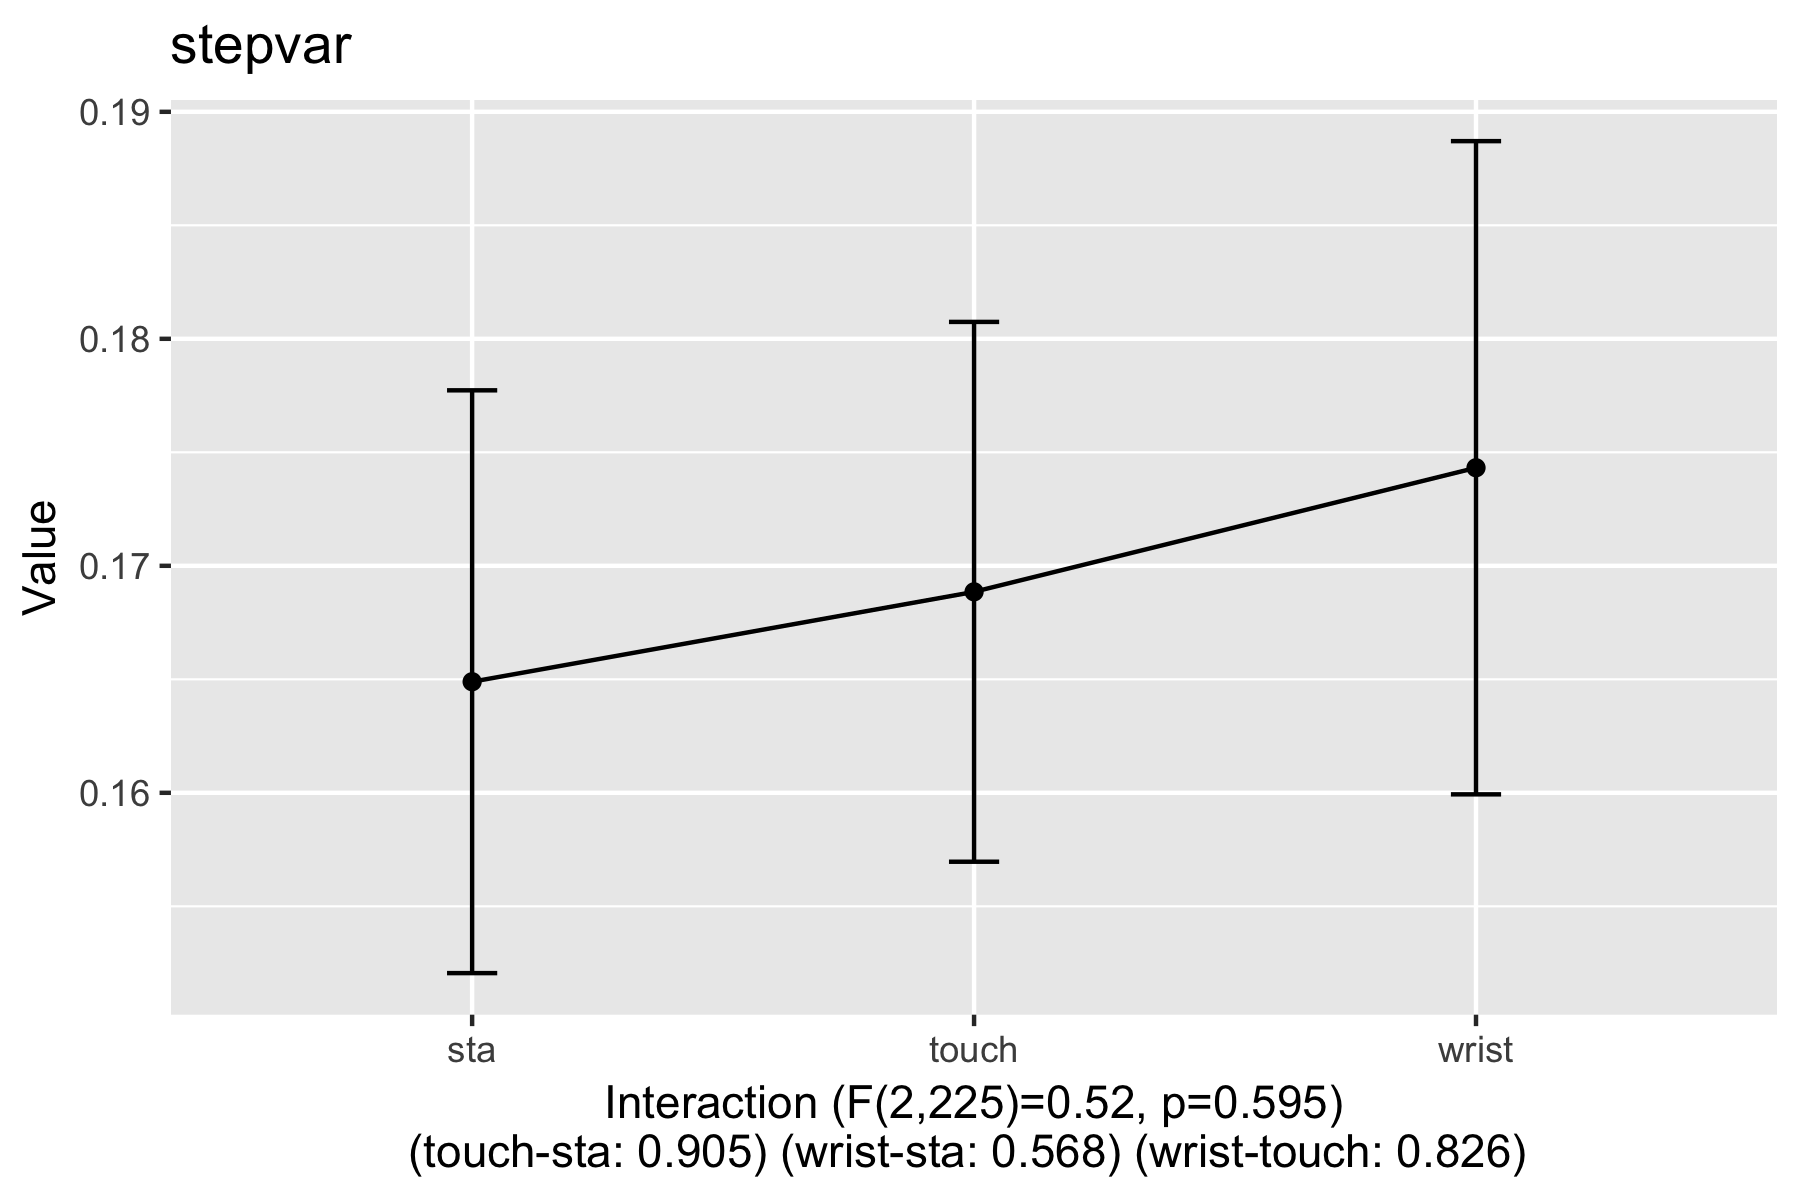 stepvar
0.19
0.18
0.17
0.16
Value
sta touch wrist
Interaction (F(2,225)=0.52, p=0.595)
(touch-sta: 0.905) (wrist-sta: 0.568) (wrist-touch: 0.826)